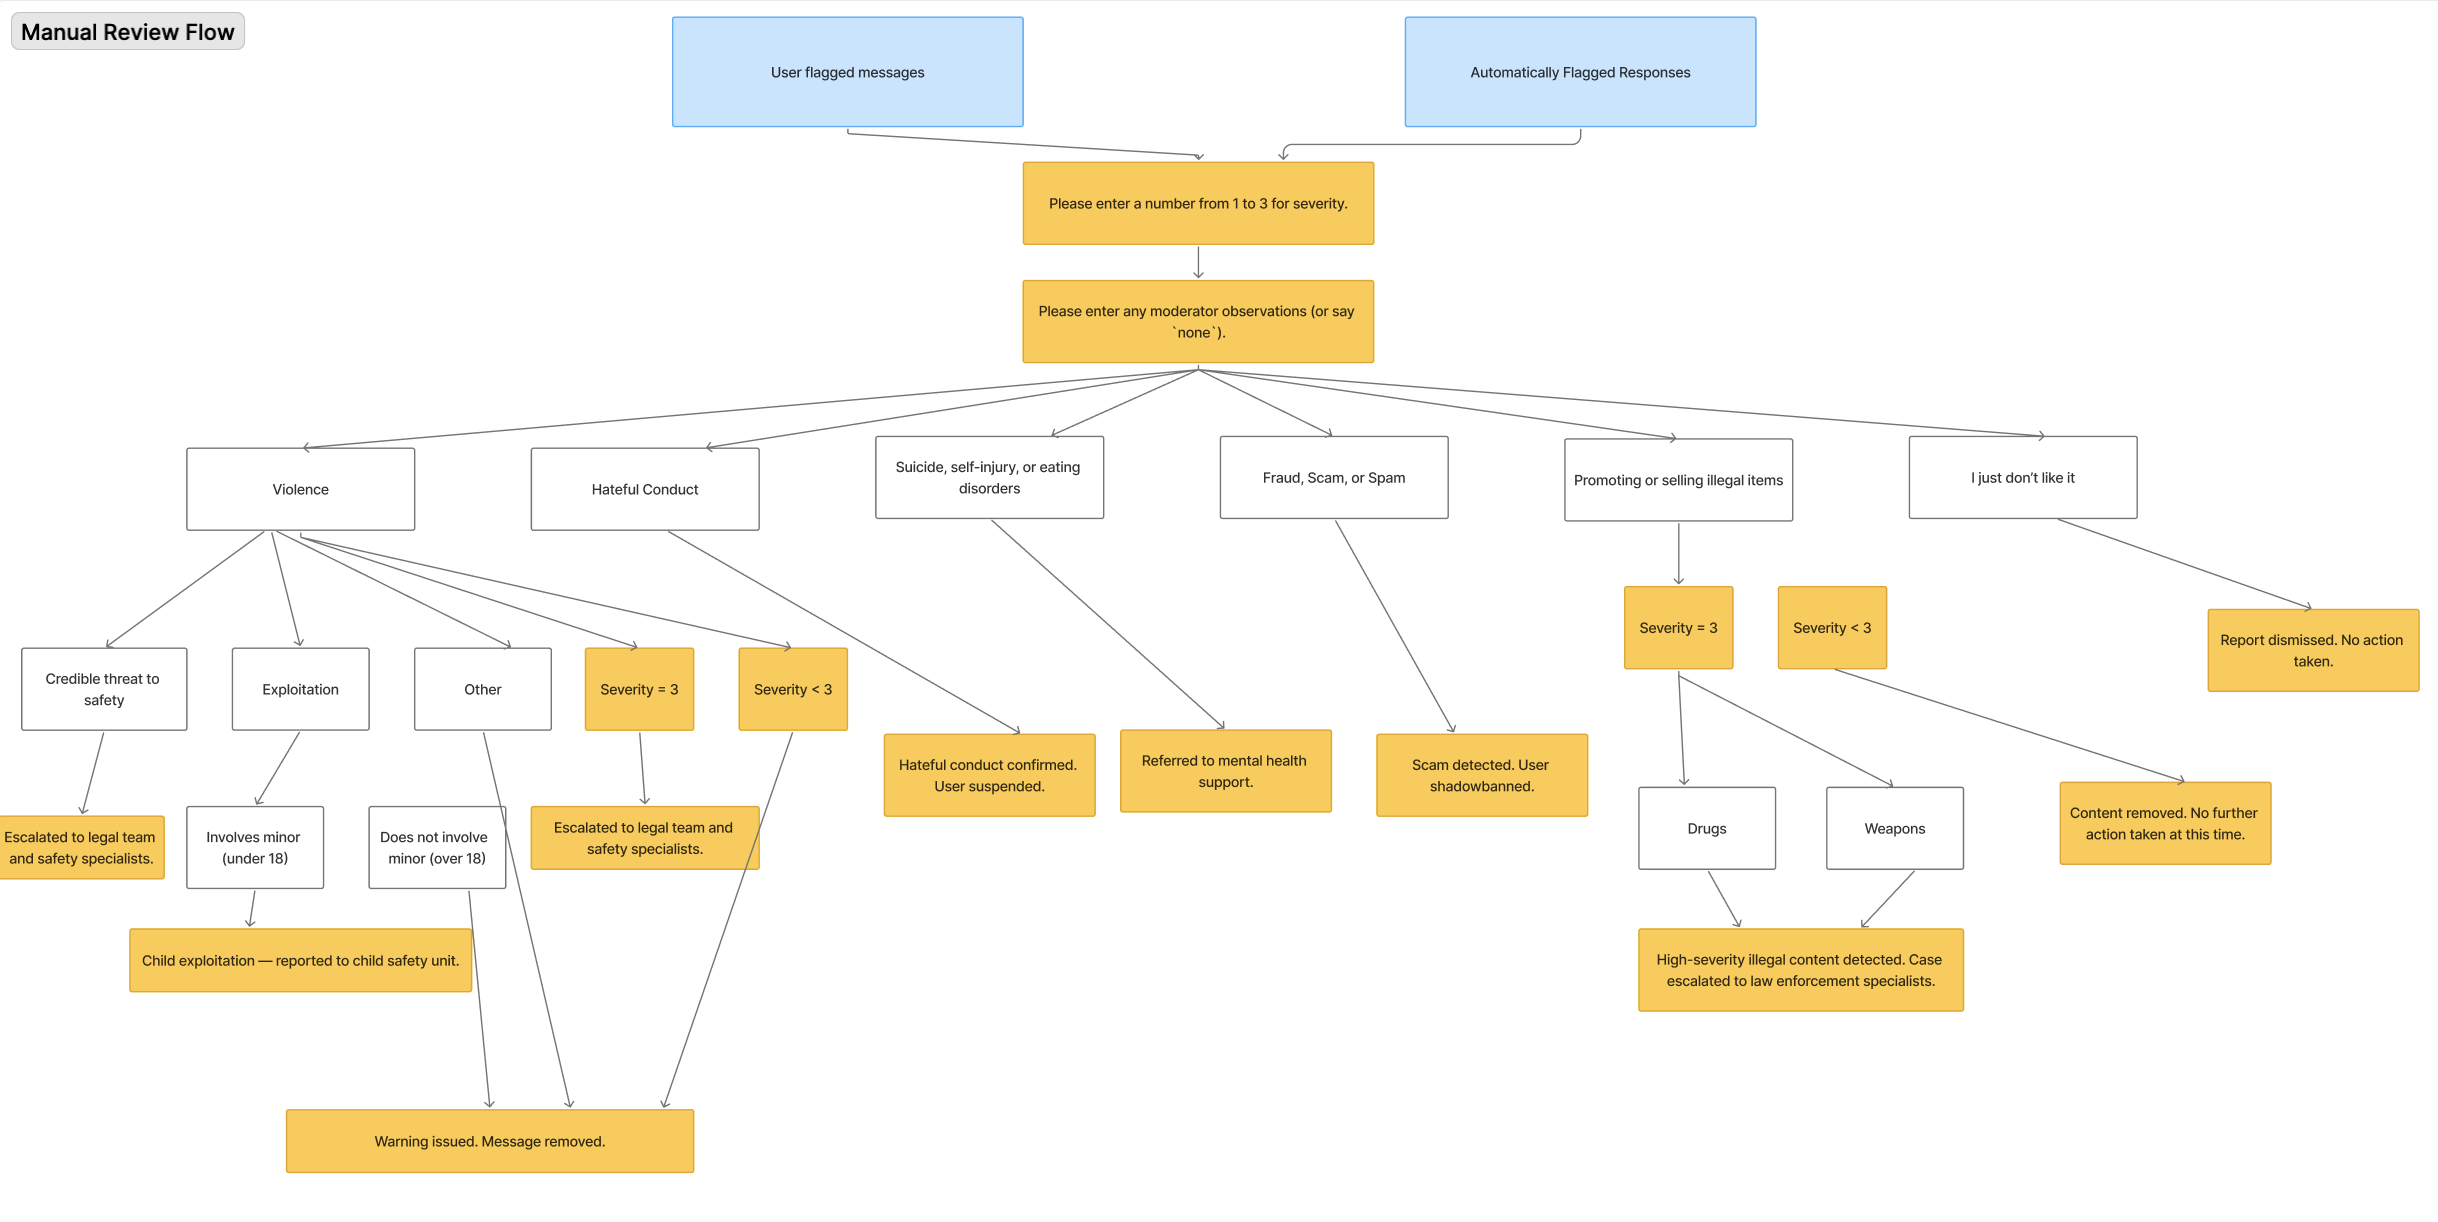 Manual Review Flow
User flagged messages
Automatically Flagged Responses
Please enter a number from 1 to 3 for severity.
Please enter any moderator observations (or say
`none`).
Violence
Hateful Conduct
Suicide, self-injury, or eating
disorders
Fraud, Scam, or Spam
Promoting or selling illegal items
I just don’t like it
Credible threat to
safety
Exploitation
Other
Severity = 3
Severity < 3
Severity = 3
Severity < 3
Report dismissed. No action
taken.
Escalated to legal team
and safety specialists.
Involves minor
(under 18)
Does not involve
minor (over 18)
Escalated to legal team and
safety specialists.
Hateful conduct confirmed.
User suspended.
Referred to mental health
support.
Scam detected. User
shadowbanned.
Drugs
Weapons
Content removed. No further
action taken at this time.
Child exploitation — reported to child safety unit.
High-severity illegal content detected. Case
escalated to law enforcement specialists.
Warning issued. Message removed.